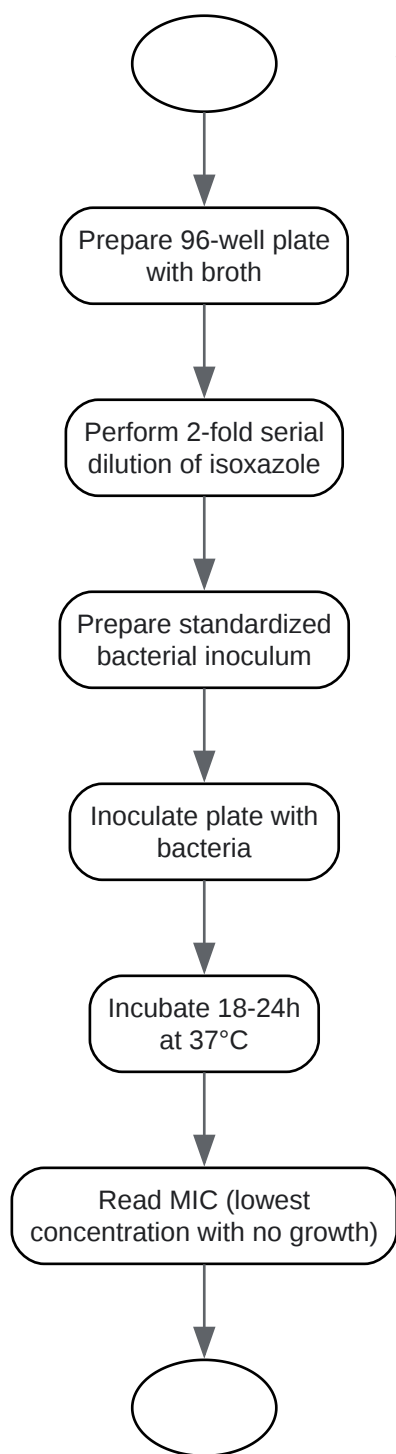 Prepare 96-well plate
with broth
Perform 2-fold serial
dilution of isoxazole
Prepare standardized
bacterial inoculum
Inoculate plate with
bacteria
Incubate 18-24h
at 37°C
Read MIC (lowest
concentration with no growth)